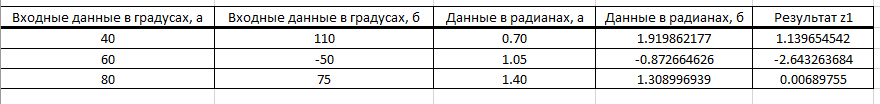 Входные данные в градусах, а Входные данные в градусах, б Данные в радианах, а Данные в радианах, б Результат z1
40 110 0.70 1.919862177 1.139654542
60 -50 1.05 -0.872664626 -2.643263684
80 75 1.40 1.308996939 0.00689755